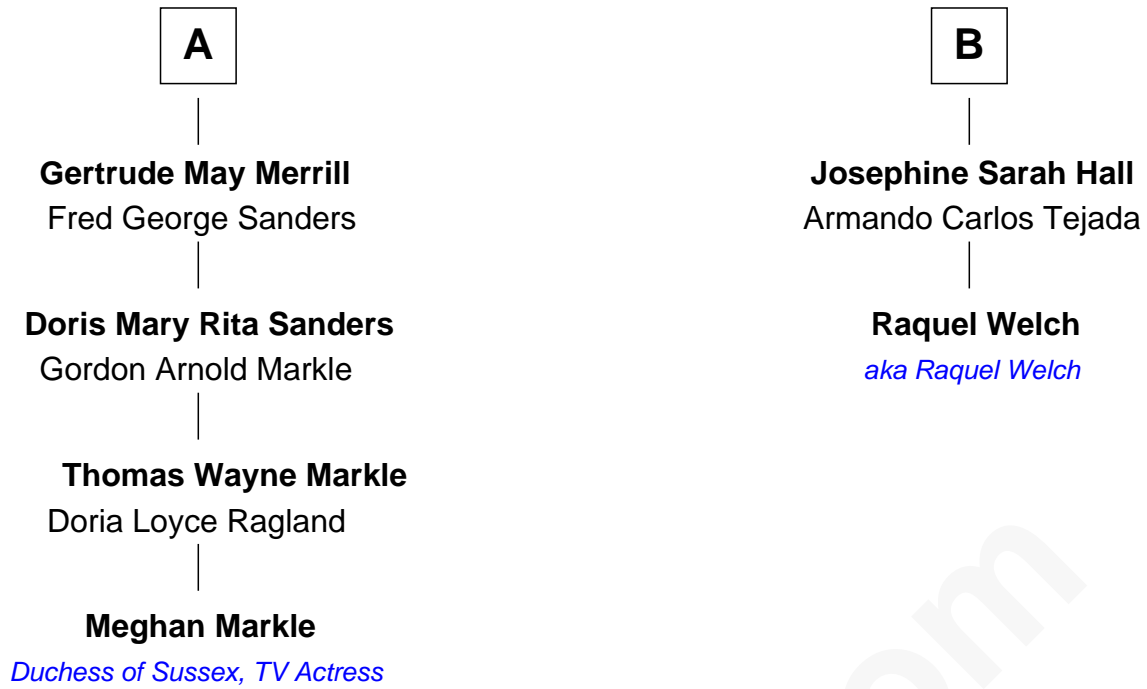 A
Gertrude May Merrill
Fred George Sanders
Doris Mary Rita Sanders
Gordon Arnold Markle
Thomas Wayne Markle
Doria Loyce Ragland
Meghan Markle
Duchess of Sussex, TV Actress
B
Josephine Sarah Hall
Armando Carlos Tejada
Raquel Welch
aka Raquel Welch
om